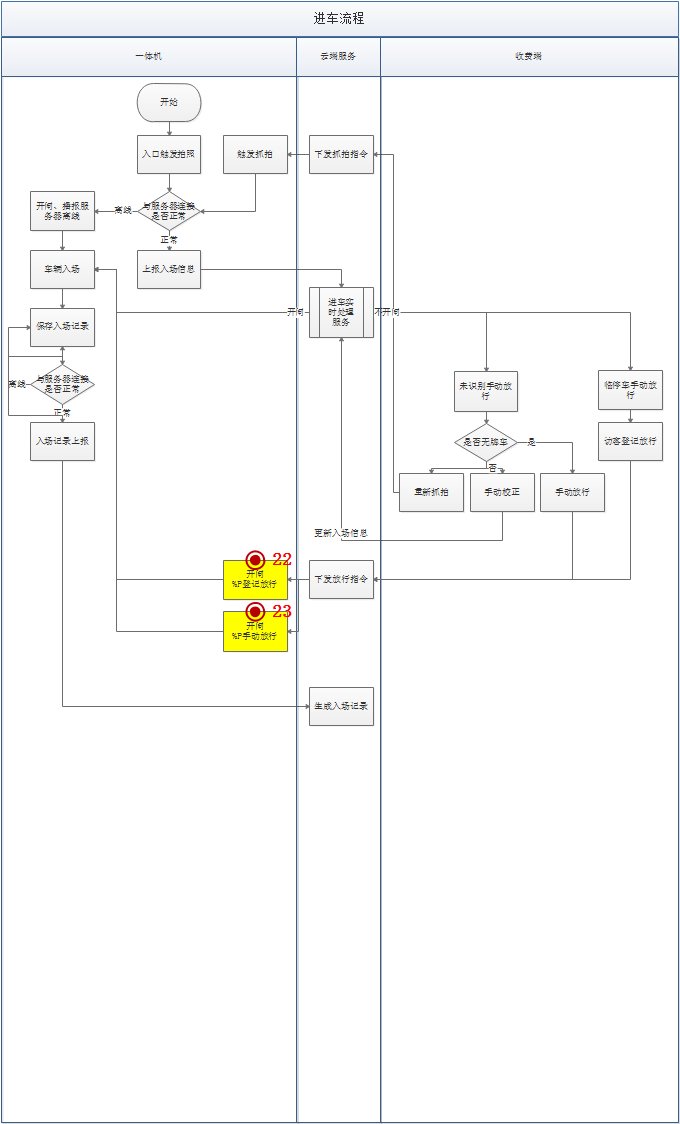 进车流程
一体机
云端服务
收费端
开始
入口触发拍照
触发抓拍
下发抓拍指令
开闸、播报服
务器离线
离线
与服务器连接
是否正常
正常
车辆入场
上报入场信息
进车实
时处理
服务
开闸
不开闸
保存入场记录
离线
与服务器连接
是否正常
正常
入场记录上报
未识别手动放
行
临停车手动放
行
是否无牌车
是
否
访客登记放行
重新抓拍
手动校正
手动放行
更新入场信息
22
开闸
%P登记放行
下发放行指令
23
开闸
%P手动放行
生成入场记录